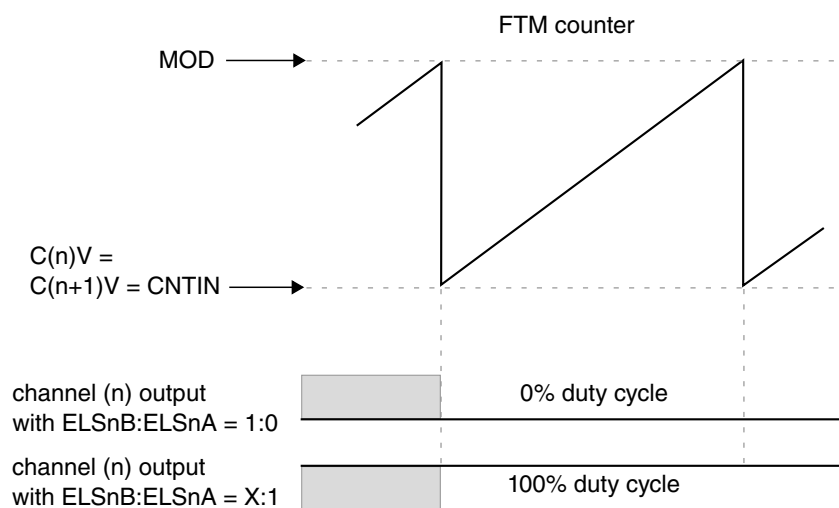 FTM counter
MOD
C(n)V =
C(n+1)V = CNTIN
channel (n) output
with ELSnB:ELSnA = 1:0
0% duty cycle
channel (n) output
with ELSnB:ELSnA = X:1
100% duty cycle